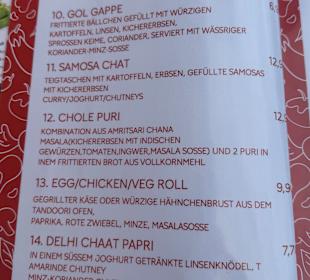 10. GOL GAPPE
FRITTIERTE BÄLLCHEN GEFÜLLT MIT WÜRZIGEN
KARTOFFELN, LINSEN, KICHERERBSEN,
SPROSSEN KEIME, CORIANDER, SERVIERT MIT WÄSSRIGER
KORIANDER-MINZ-SOSSE
11. SAMOSA CHAT 12,9
TEIGTASCHEN MIT KARTOFFELN, ERBSEN, GEFÜLLTE SAMOSAS
MIT KICHERERBSEN
CURRY/JOGHURT/CHUTNEYS
12. CHOLE PURI 12,9
KOMBINATION AUS AMRITSARI CHANA
MASALA(KICHERERBSEN MIT INDISCHEN
GEWÜRZEN,TOMATEN,INGWER,MASALA SOSSE) UND 2 PURI IN
INEM FRITTIERTEN BROT AUS VOLLKORNMEHL
13. EGG/CHICKEN/VEG ROLL 9,9
GEGRILLTER KÄSE ODER WÜRZIGE HÄHNCHENBRUST AUS DEM
TANDOORI OFEN,
PAPRIKA, ROTE ZWIEBEL, MINZE, MASALASOSSE
14. DELHI CHAAT PAPRI 7,7
IN EINEM SÜSSEM JOGHURT GETRÄNKTE LINSENKNÖDEL, T
AMARINDE CHUTNEY